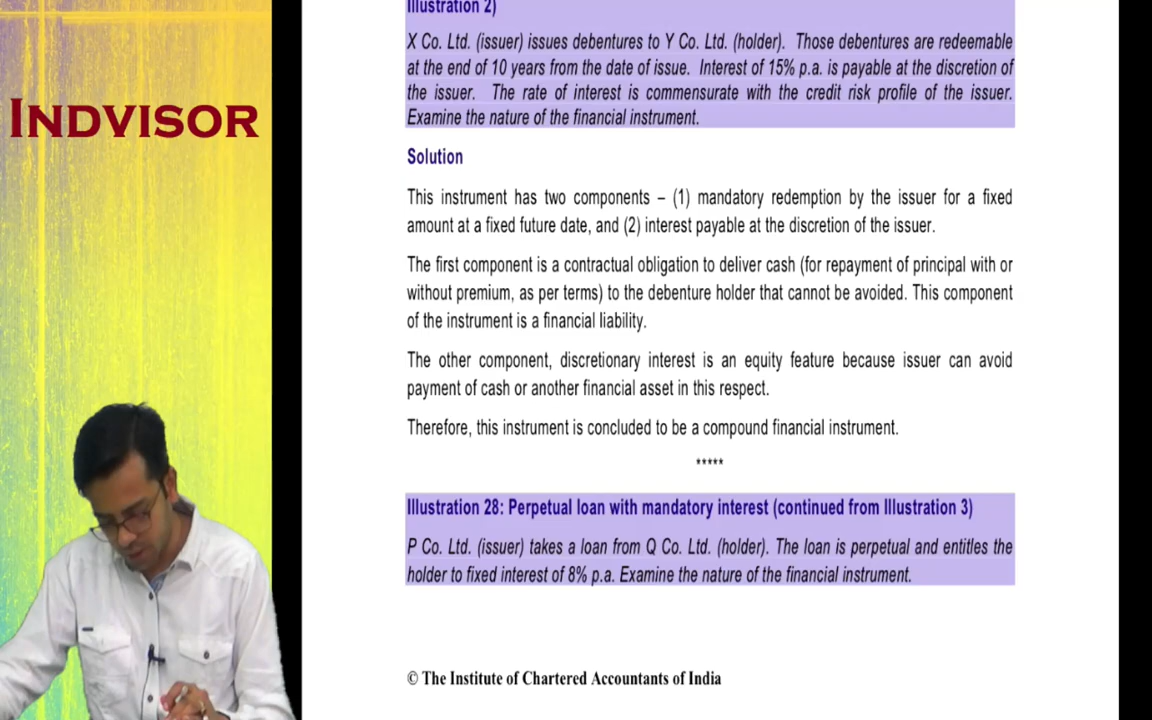 Illustration 2)
X Co. Ltd. (issuer) issues debentures to Y Co. Ltd. (holder). Those debentures are redeemable
at the end of 10 years from the date of issue. Interest of 15% p.a. is payable at the discretion of
the issuer. The rate of interest is commensurate with the credit risk profile of the issuer.
Examine the nature of the financial instrument.
INDVISOR
Solution
This instrument has two components – (1) mandatory redemption by the issuer for a fixed
amount at a fixed future date, and (2) interest payable at the discretion of the issuer.
The first component is a contractual obligation to deliver cash (for repayment of principal with or
without premium, as per terms) to the debenture holder that cannot be avoided. This component
of the instrument is a financial liability.
The other component, discretionary interest is an equity feature because issuer can avoid
payment of cash or another financial asset in this respect.
Therefore, this instrument is concluded to be a compound financial instrument.
*****
Illustration 28: Perpetual loan with mandatory interest (continued from Illustration 3)
P Co. Ltd. (issuer) takes a loan from Q Co. Ltd. (holder). The loan is perpetual and entitles the
holder to fixed interest of 8% p.a. Examine the nature of the financial instrument.
© The Institute of Chartered Accountants of India